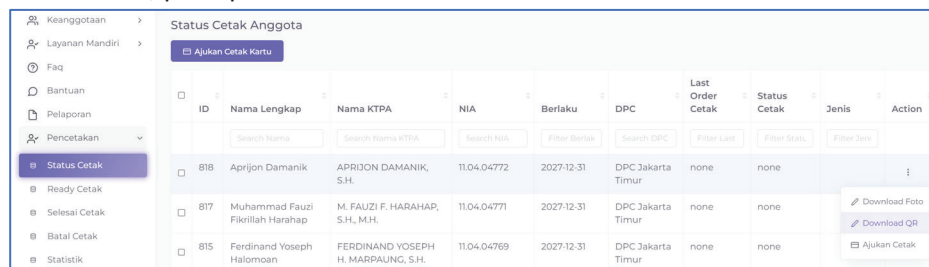 Keanggotaan
Layanan Mandiri
Faq
Bantuan
Pelaporan
Pencetakan
Status Cetak
Ready Cetak
Selesai Cetak
Batal Cetak
Statistik
Status Cetak Anggota
Ajukan Cetak Kartu
ID Nama Lengkap Nama KTPA NIA Berlaku DPC Last Order Cetak Status Cetak Jenis Action
Search Nama Search Nama KTPA Search NIA Filter Berlak Search DPC Filter Last Filter Statu Filter Jeni
818 Aprijon Damanik APRIJON DAMANIK, S.H. 11.04.04772 2027-12-31 DPC Jakarta Timur none none
817 Muhammad Fauzi Fikrillah Harahap M. FAUZI F. HARAHAP, S.H., M.H. 11.04.04771 2027-12-31 DPC Jakarta Timur none none
815 Ferdinand Yoseph Halomoan FERDINAND YOSEPH H. MARPAUNG, S.H. 11.04.04769 2027-12-31 DPC Jakarta Timur none none
Download Foto
Download QR
Ajukan Cetak